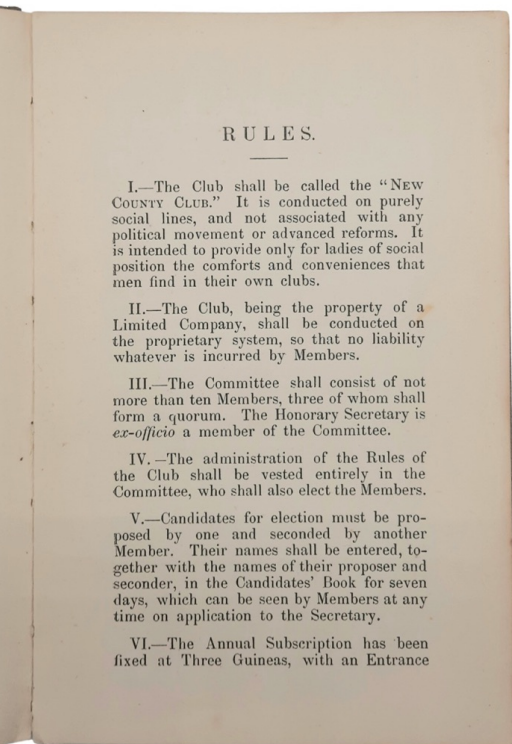 RULES.
I.—The Club shall be called the "NEW
COUNTY CLUB." It is conducted on purely
social lines, and not associated with any
political movement or advanced reforms. It
is intended to provide only for ladies of social
position the comforts and conveniences that
men find in their own clubs.
II.—The Club, being the property of a
Limited Company, shall be conducted on
the proprietary system, so that no liability
whatever is incurred by Members.
III.—The Committee shall consist of not
more than ten Members, three of whom shall
form a quorum. The Honorary Secretary is
ex-officio a member of the Committee.
IV.—The administration of the Rules of
the Club shall be vested entirely in the
Committee, who shall also elect the Members.
V.—Candidates for election must be pro-
posed by one and seconded by another
Member. Their names shall be entered, to-
gether with the names of their proposer and
seconder, in the Candidates' Book for seven
days, which can be seen by Members at any
time on application to the Secretary.
VI.—The Annual Subscription has been
fixed at Three Guineas, with an Entrance